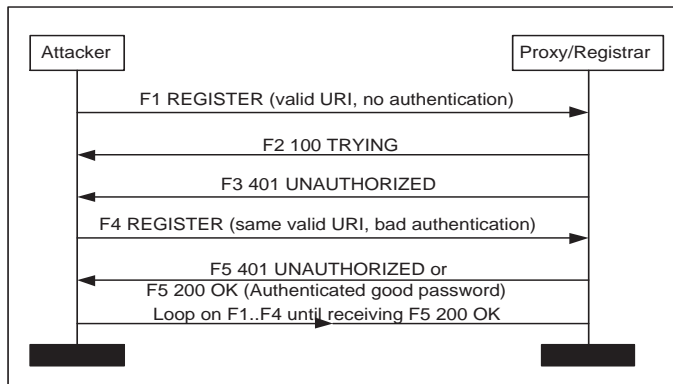 Attacker
Proxy/Registrar
F1 REGISTER (valid URI, no authentication)
F2 100 TRYING
F3 401 UNAUTHORIZED
F4 REGISTER (same valid URI, bad authentication)
F5 401 UNAUTHORIZED or
F5 200 OK (Authenticated good password)
Loop on F1..F4 until receiving F5 200 OK